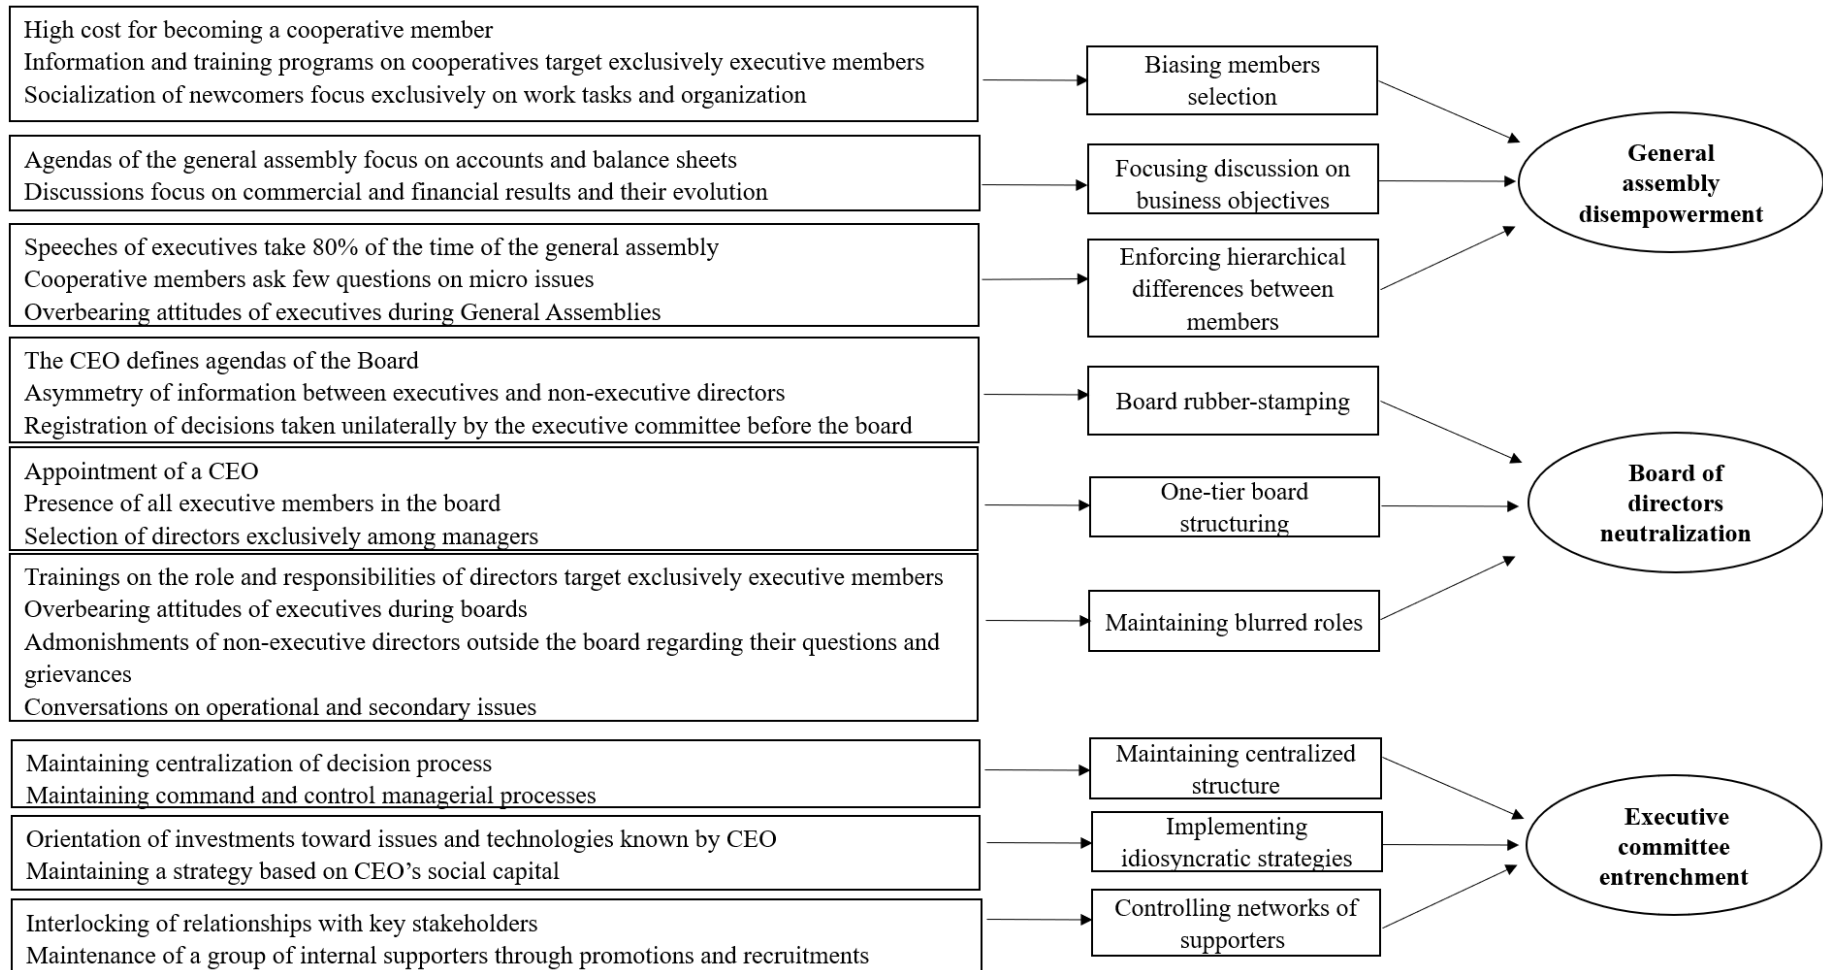 High cost for becoming a cooperative member
Information and training programs on cooperatives target exclusively executive members
Socialization of newcomers focus exclusively on work tasks and organization
Biasing members
selection
Agendas of the general assembly focus on accounts and balance sheets
Discussions focus on commercial and financial results and their evolution
Focusing discussion on
business objectives
Speeches of executives take 80% of the time of the general assembly
Cooperative members ask few questions on micro issues
Overbearing attitudes of executives during General Assemblies
Enforcing hierarchical
differences between
members
General
assembly
disempowerment
The CEO defines agendas of the Board
Asymmetry of information between executives and non-executive directors
Registration of decisions taken unilaterally by the executive committee before the board
Board rubber-stamping
Appointment of a CEO
Presence of all executive members in the board
Selection of directors exclusively among managers
One-tier board
structuring
Trainings on the role and responsibilities of directors target exclusively executive members
Overbearing attitudes of executives during boards
Admonishments of non-executive directors outside the board regarding their questions and
grievances
Conversations on operational and secondary issues
Maintaining blurred roles
Board of
directors
neutralization
Maintaining centralization of decision process
Maintaining command and control managerial processes
Maintaining centralized
structure
Orientation of investments toward issues and technologies known by CEO
Maintaining a strategy based on CEO’s social capital
Implementing
idiosyncratic strategies
Interlocking of relationships with key stakeholders
Maintenance of a group of internal supporters through promotions and recruitments
Controlling networks of
supporters
Executive
committee
entrenchment